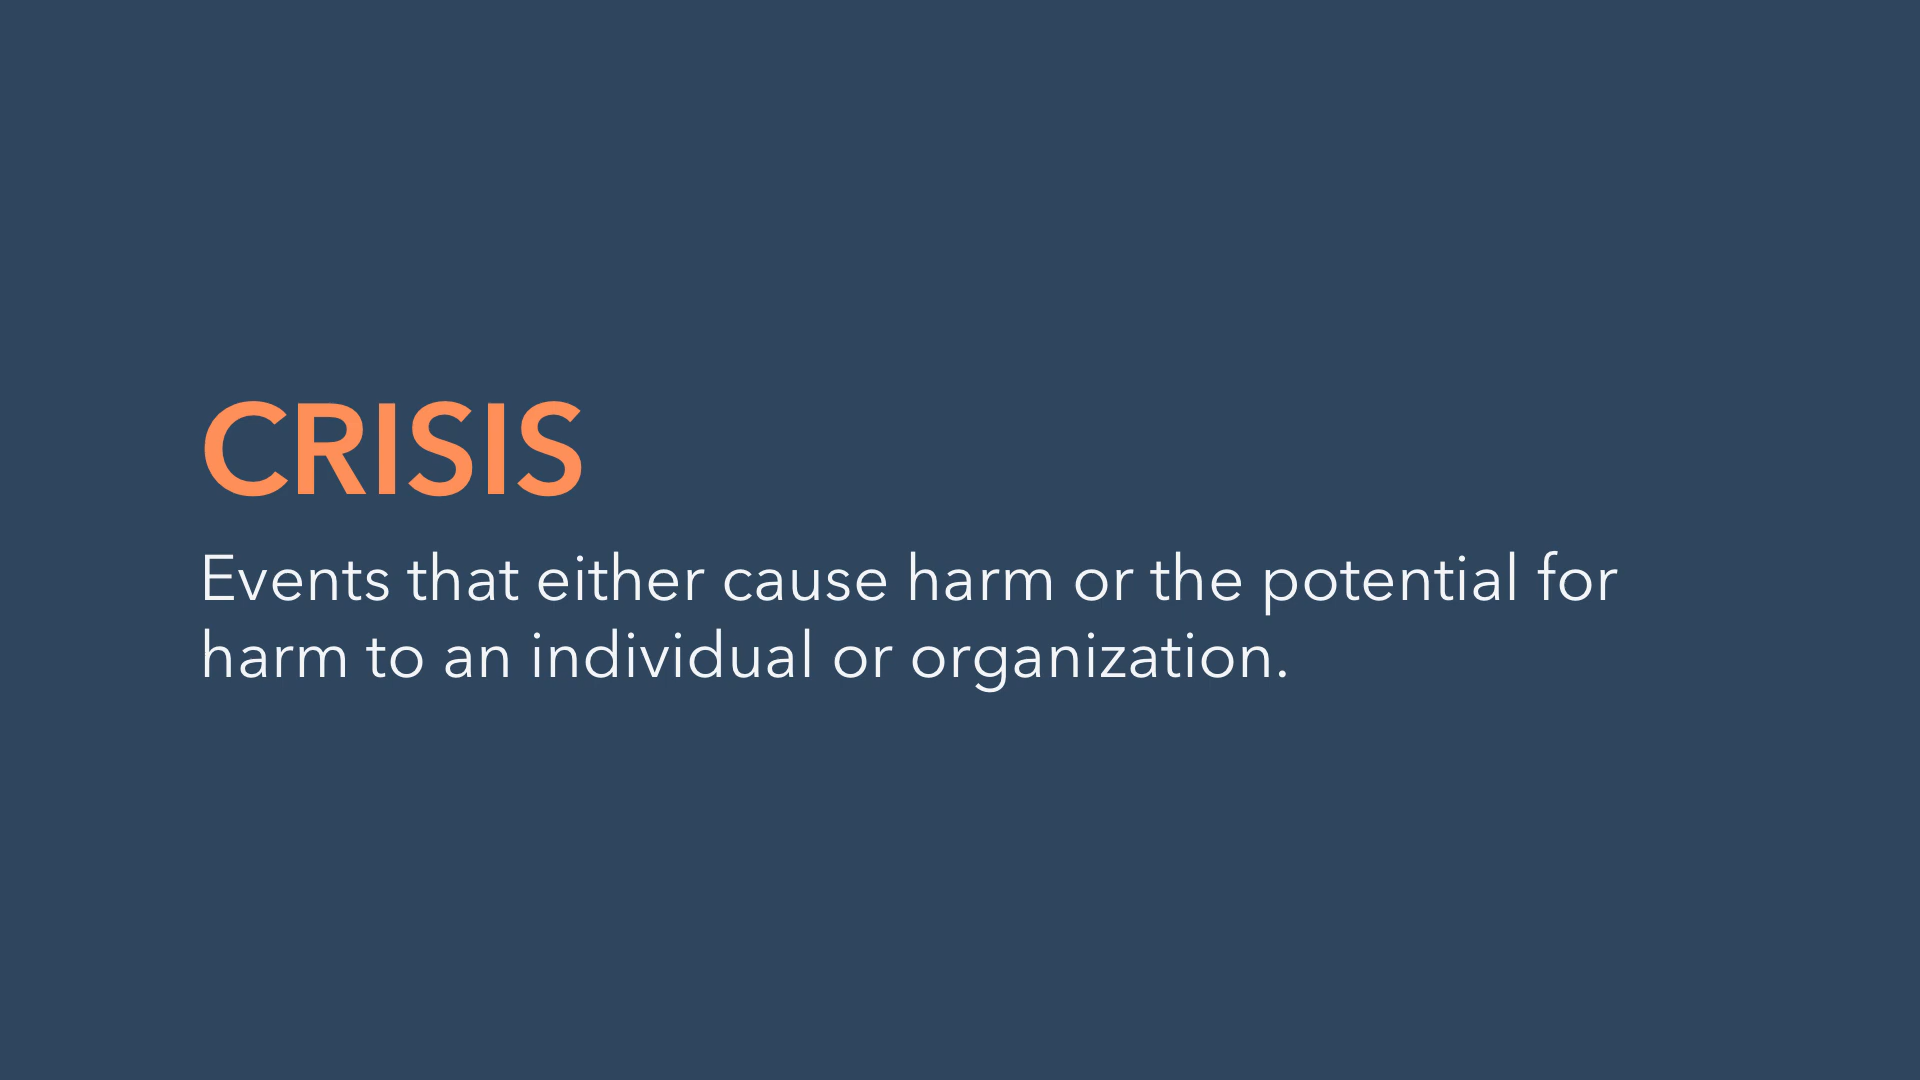 CRISIS
Events that either cause harm or the potential for
harm to an individual or organization.